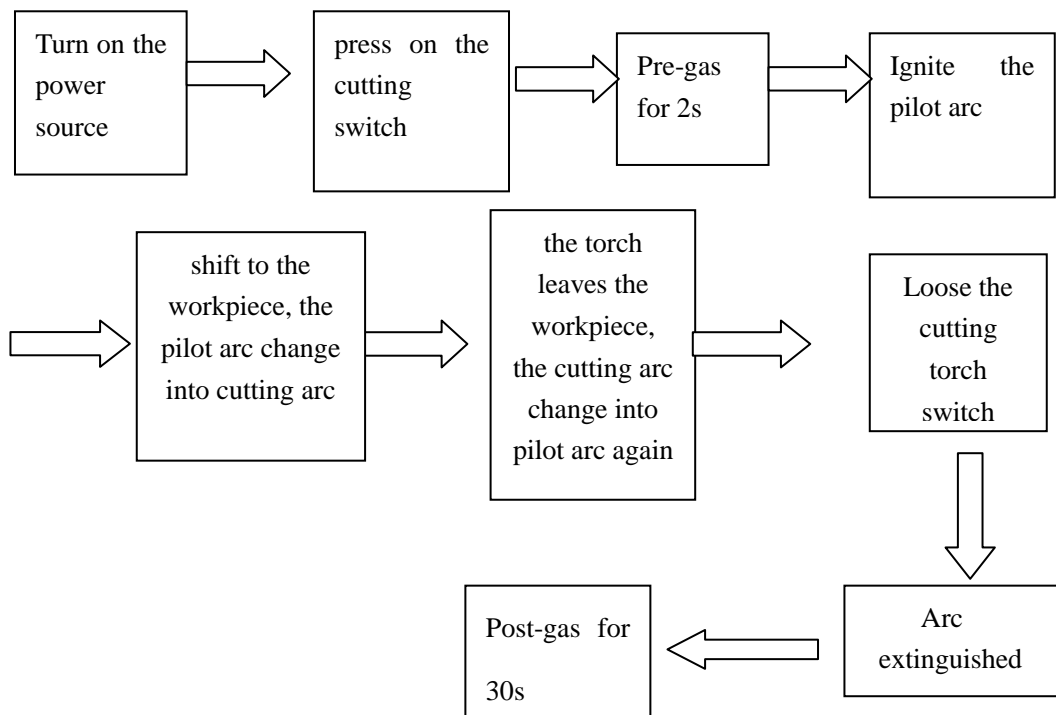 Turn on the
power
source
press on the
cutting
switch
Pre-gas
for 2s
Ignite the
pilot arc
shift to the
workpiece, the
pilot arc change
into cutting arc
the torch
leaves the
workpiece,
the cutting arc
change into
pilot arc again
Loose the
cutting
torch
switch
Arc
extinguished
Post-gas for
30s